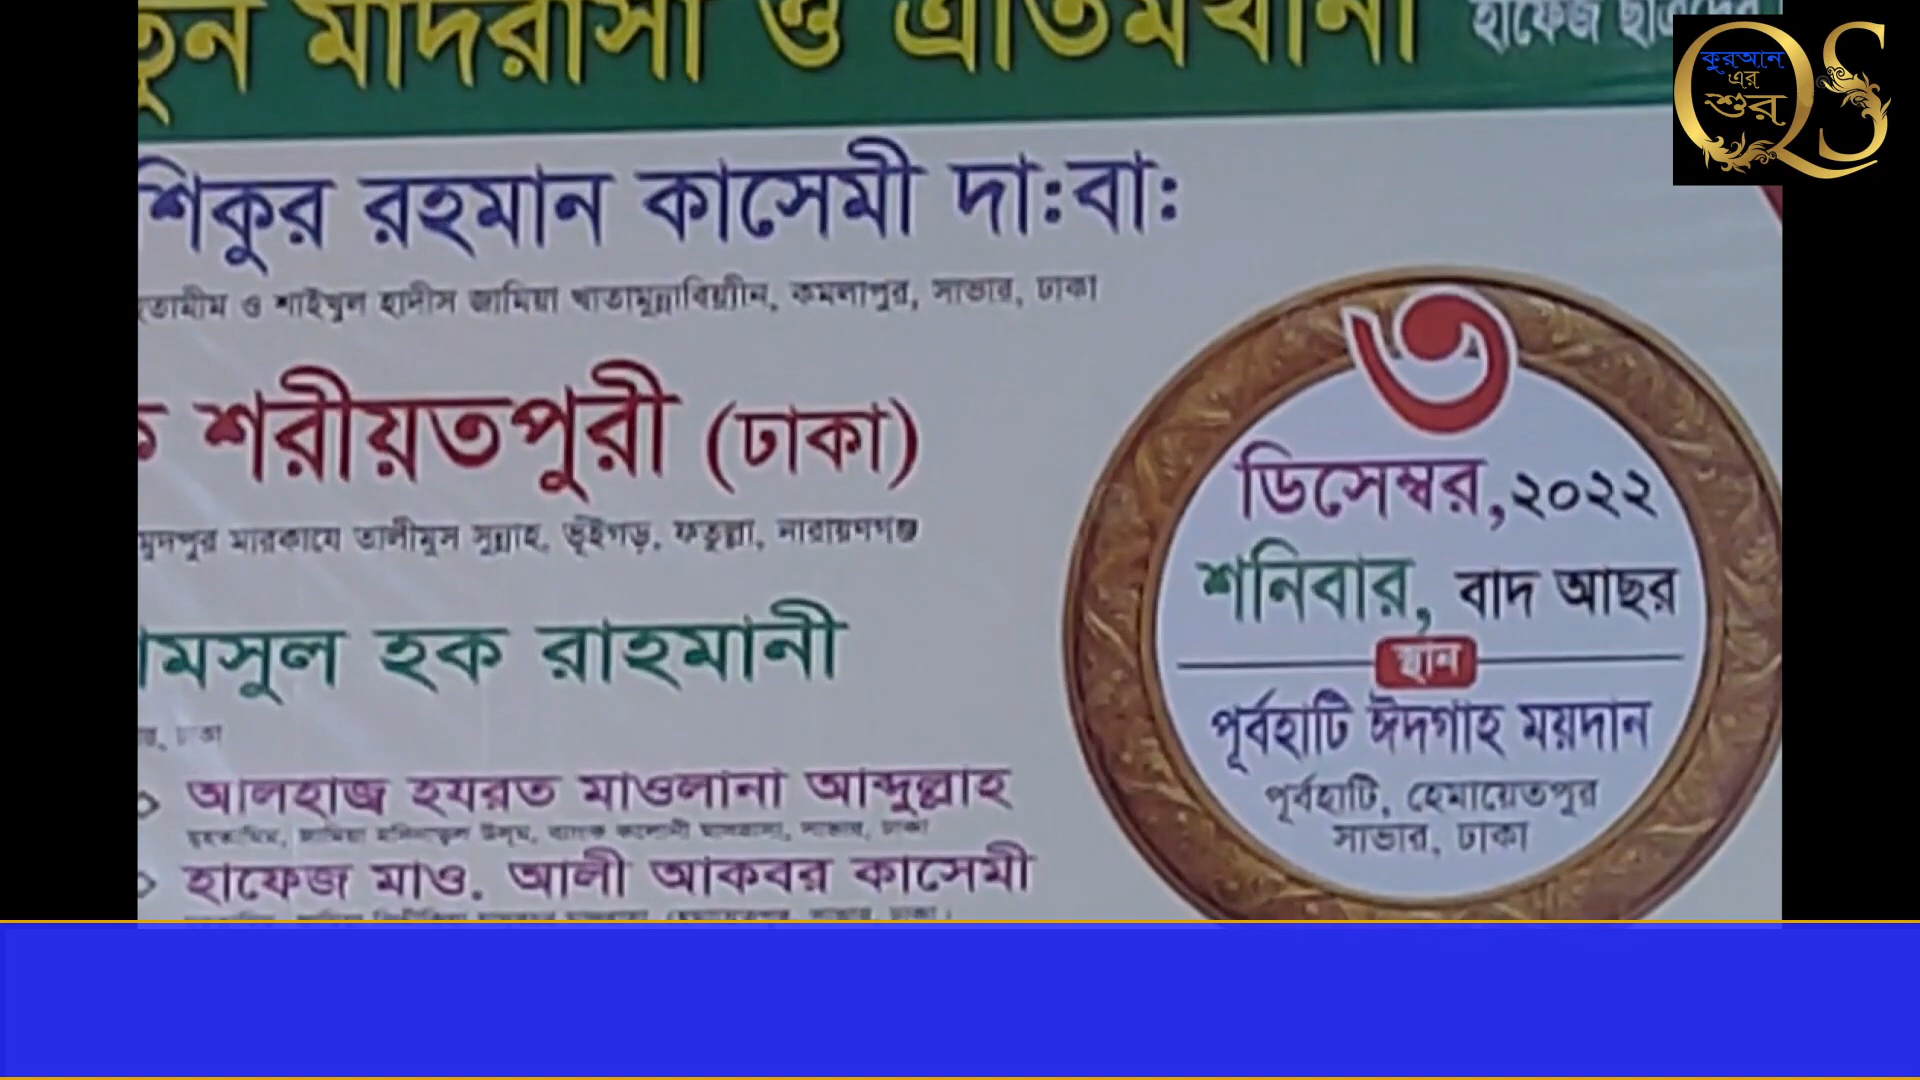 মাদরাসা ও এতিমখানা
হাফেজ
কুরআন
এর
শুর
রহমান কাসেমী দাঃবাঃ
ও শাইখুল হাদীস জামিয়া খাতামুন্নাবিয়্যীন, কমলাপুর, সাভার, ঢাকা
শরীয়তপুরী (ঢাকা)
মারকাযে তালীমুস সুন্নাহ, ভূঁইগড়, ফতুল্লা, নারায়ণগঞ্জ
হক রাহমানী
ঢাকা
আলহাজ্ব হযরত মাওলানা আব্দুল্লাহ
সাভার, ঢাকা
হাফেজ মাও. আলী আকবর কাসেমী
৩
ডিসেম্বর,২০২২
শনিবার, বাদ আছর
স্থান
পূর্বহাটি ঈদগাহ ময়দান
পূর্বহাটি, হেমায়েতপুর
সাভার, ঢাকা